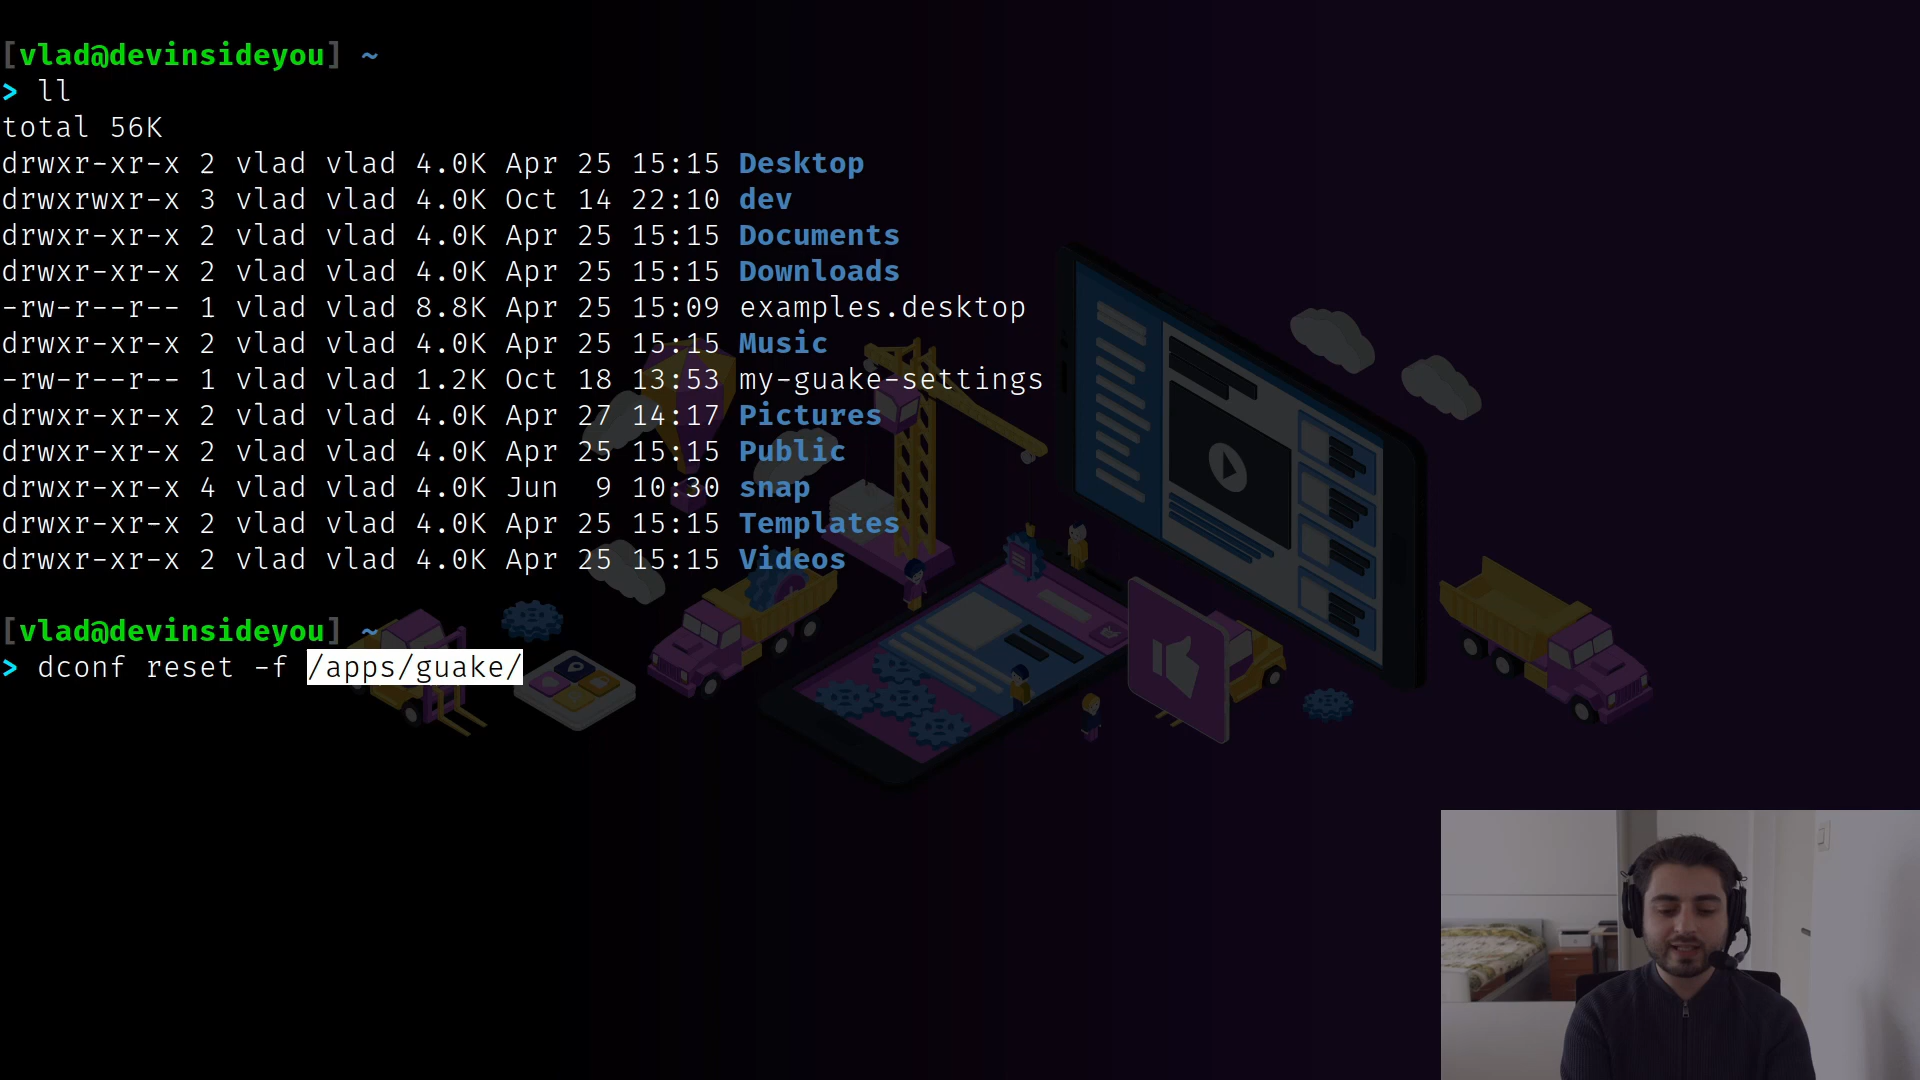 [vlad@devinsideyou] ~
> ll
total 56K
drwxr-xr-x 2 vlad vlad 4.0K Apr 25 15:15 Desktop
drwxrwxr-x 3 vlad vlad 4.0K Oct 14 22:10 dev
drwxr-xr-x 2 vlad vlad 4.0K Apr 25 15:15 Documents
drwxr-xr-x 2 vlad vlad 4.0K Apr 25 15:15 Downloads
-rw-r--r-- 1 vlad vlad 8.8K Apr 25 15:09 examples.desktop
drwxr-xr-x 2 vlad vlad 4.0K Apr 25 15:15 Music
-rw-r--r-- 1 vlad vlad 1.2K Oct 18 13:53 my-guake-settings
drwxr-xr-x 2 vlad vlad 4.0K Apr 27 14:17 Pictures
drwxr-xr-x 2 vlad vlad 4.0K Apr 25 15:15 Public
drwxr-xr-x 4 vlad vlad 4.0K Jun  9 10:30 snap
drwxr-xr-x 2 vlad vlad 4.0K Apr 25 15:15 Templates
drwxr-xr-x 2 vlad vlad 4.0K Apr 25 15:15 Videos
[vlad@devinsideyou] ~
> dconf reset -f /apps/guake/